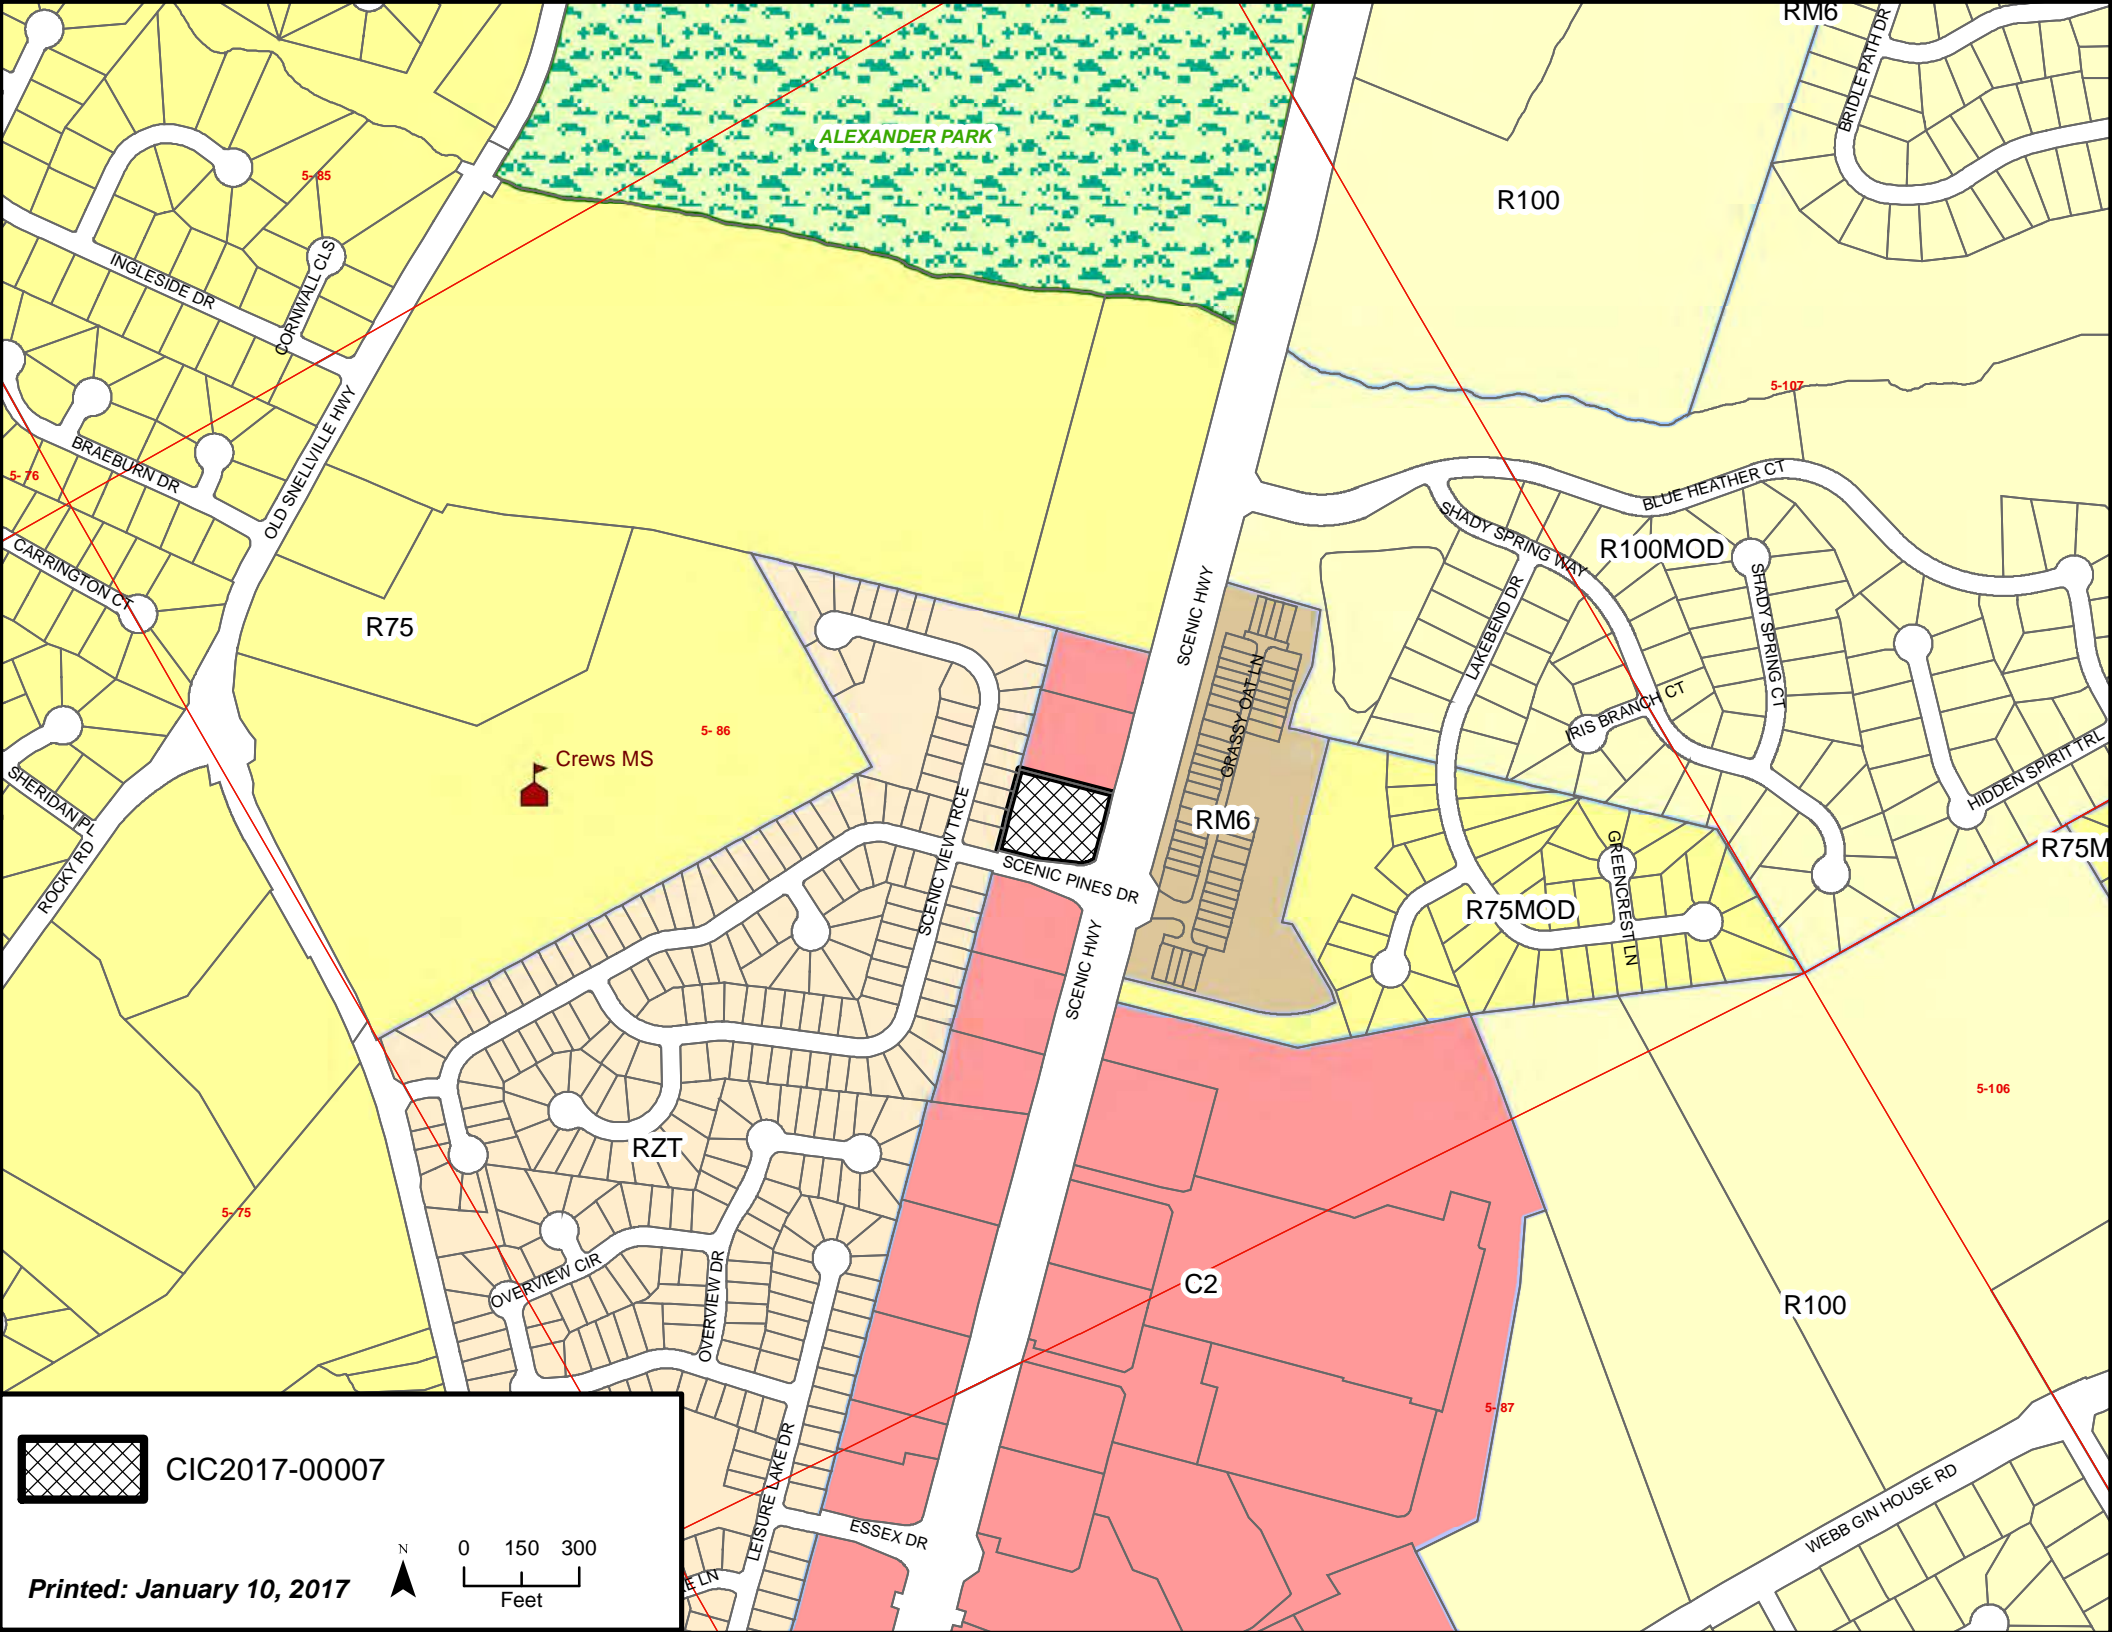 RM6
BRIDLE PATH DR
ALEXANDER PARK
5- 85
R100
CORNWALL CLS
INGLESIDE DR
5-107
OLD SNELLVILLE HWY
BRAEBURN DR
5- 76
BLUE HEATHER CT
SHADY SPRING WAY
R100MOD
CARRINGTON CT
SCENIC HWY
LAKEBEND DR
SHADY SPRING CT
R75
GRASSY OAT LN
IRIS BRANCH CT
5- 86
Crews MS
HIDDEN SPIRIT TRL
SHERIDAN PL
SCENIC VIEW TRCE
RM6
ROCKY RD
SCENIC PINES DR
GREENCREST LN
R75M
R75MOD
SCENIC HWY
5-106
RZT
5- 75
OVERVIEW CIR
OVERVIEW DR
C2
R100
5- 87
LEISURE LAKE DR
WEBB GIN HOUSE RD
ESSEX DR
LN
CIC2017-00007
N
0 150 300
Feet
Printed: January 10, 2017